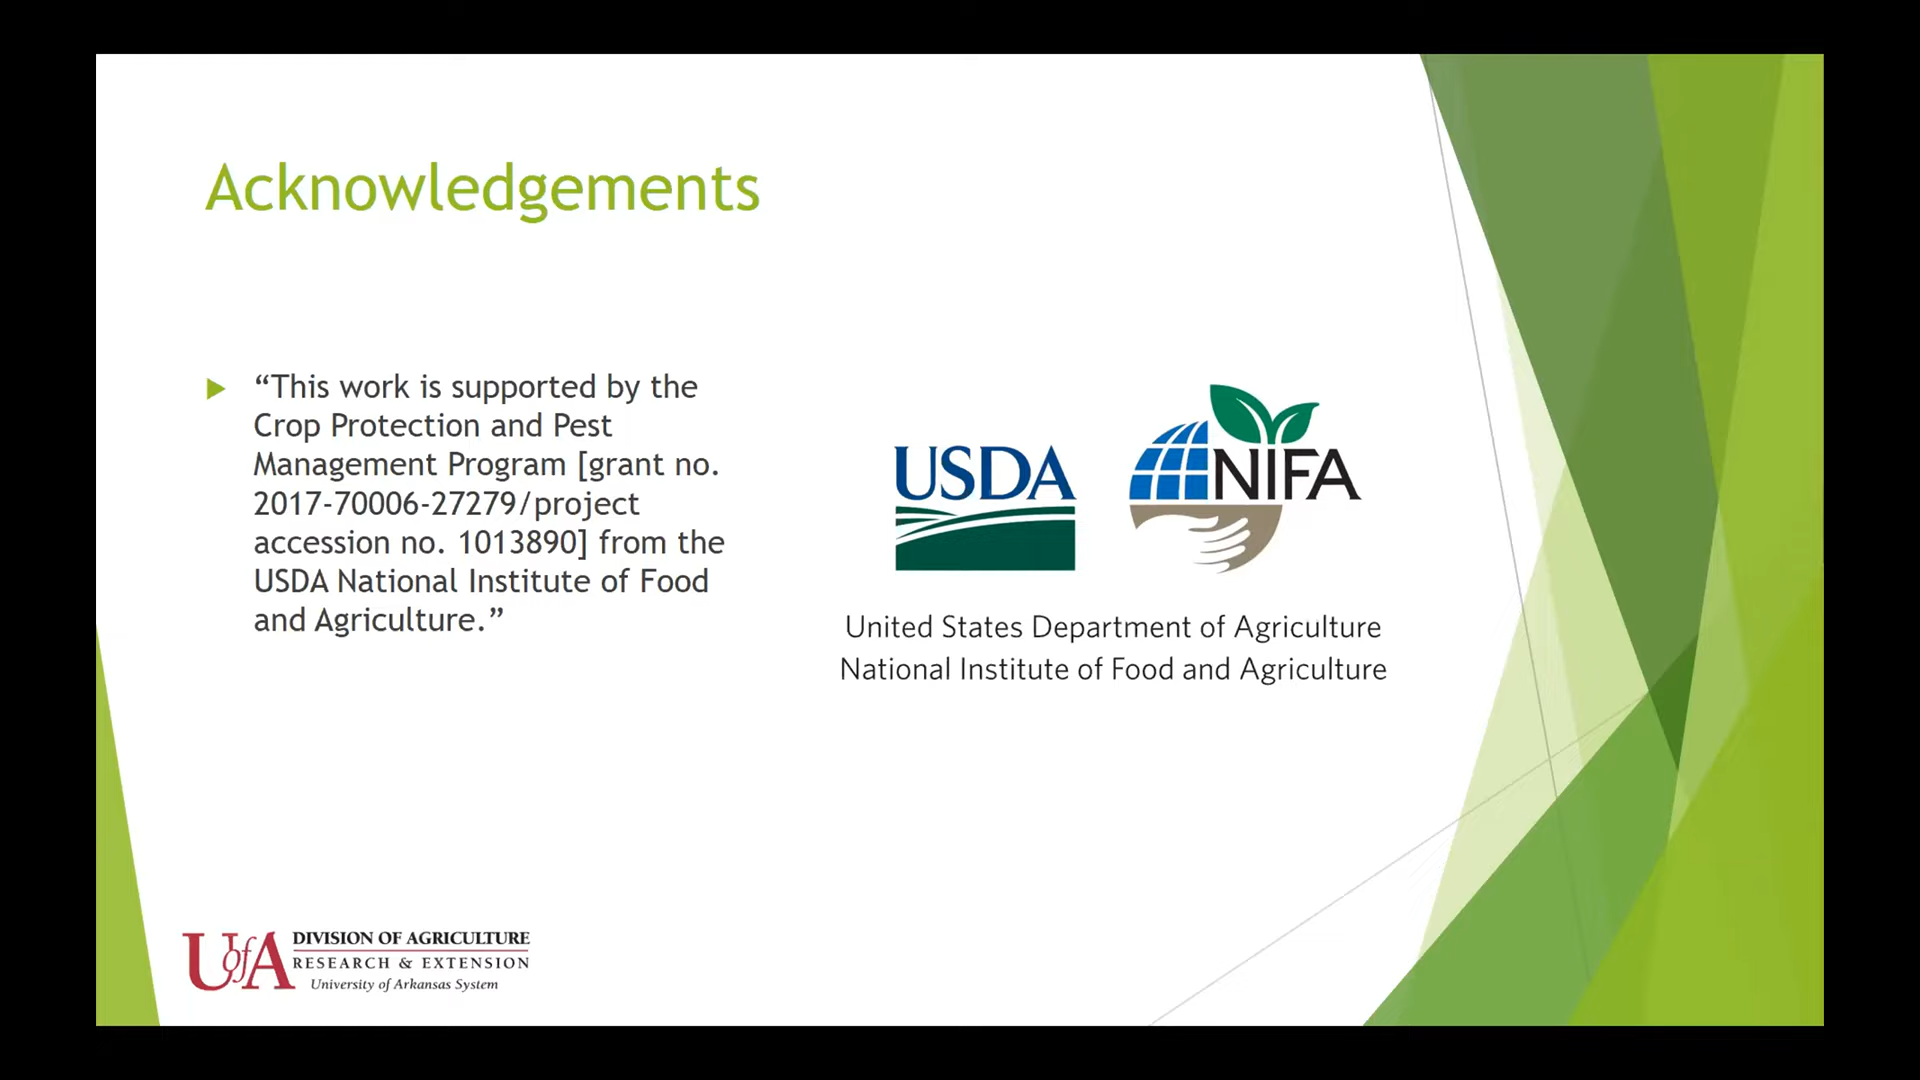 Acknowledgements
“This work is supported by the
Crop Protection and Pest
Management Program [grant no.
2017-70006-27279/project
accession no. 1013890] from the
USDA National Institute of Food
and Agriculture.”
USDA
NIFA
United States Department of Agriculture
National Institute of Food and Agriculture
UofA
DIVISION OF AGRICULTURE
RESEARCH & EXTENSION
University of Arkansas System